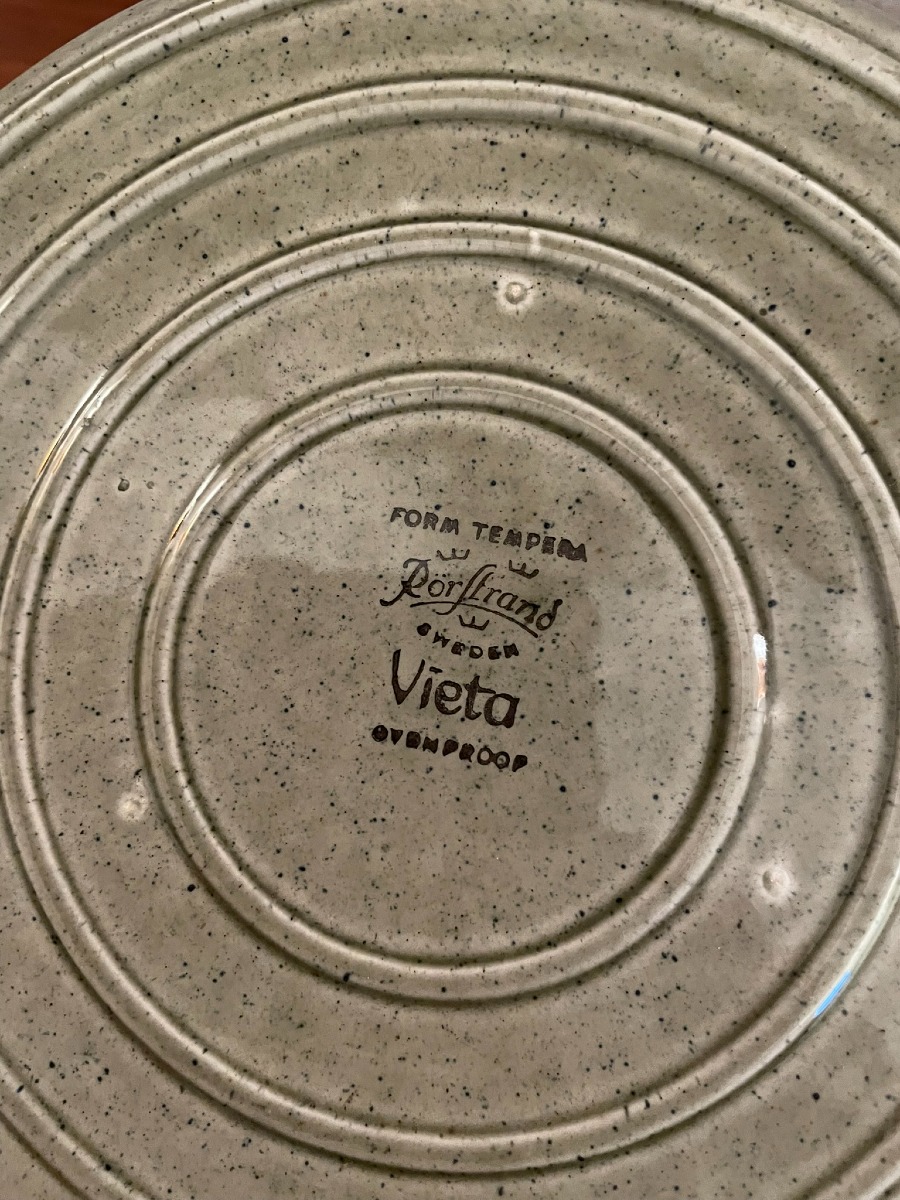 FORM TEMPERA
Rörstrand
SWEDEN
Vieta
OVENPROOF